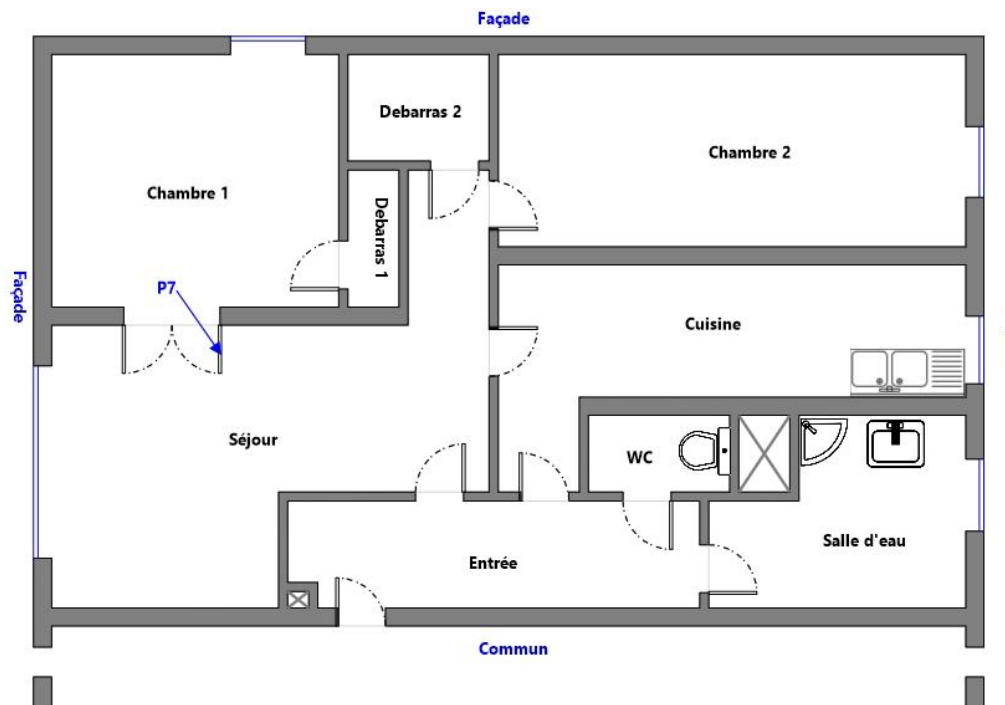 Façade
Debarras 2
Chambre 2
Chambre 1
Debarras 1
Façade
P7
Cuisine
Séjour
WC
Salle d'eau
Entrée
Commun